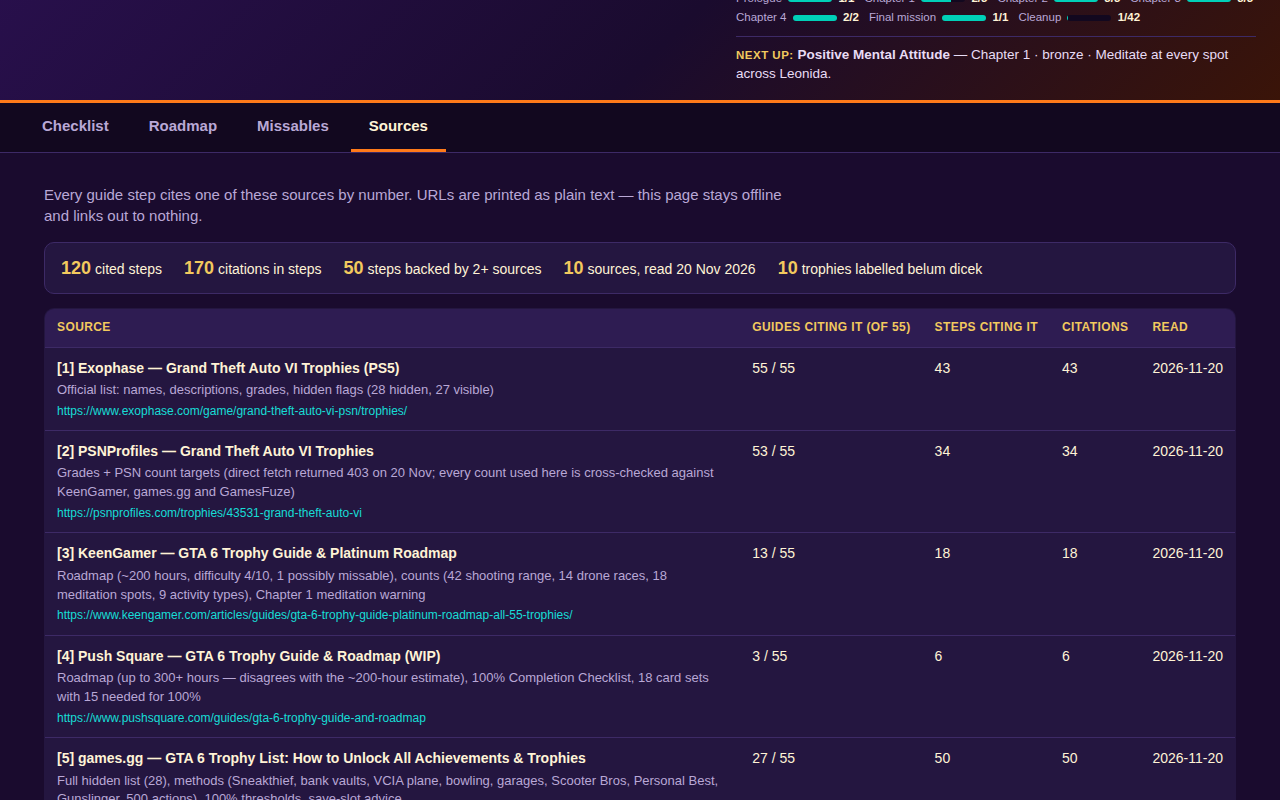 Chapter 4 2/2 Final mission 1/1 Cleanup 1/42
NEXT UP: Positive Mental Attitude — Chapter 1 · bronze · Meditate at every spot
across Leonida.
Checklist Roadmap Missables Sources
Every guide step cites one of these sources by number. URLs are printed as plain text — this page stays offline
and links out to nothing.
120 cited steps 170 citations in steps 50 steps backed by 2+ sources 10 sources, read 20 Nov 2026 10 trophies labelled belum dicek
SOURCE GUIDES CITING IT (OF 55) STEPS CITING IT CITATIONS READ
[1] Exophase — Grand Theft Auto VI Trophies (PS5) 55 / 55 43 43 2026-11-20
Official list: names, descriptions, grades, hidden flags (28 hidden, 27 visible)
https://www.exophase.com/game/grand-theft-auto-vi-psn/trophies/
[2] PSNProfiles — Grand Theft Auto VI Trophies 53 / 55 34 34 2026-11-20
Grades + PSN count targets (direct fetch returned 403 on 20 Nov; every count used here is cross-checked against
KeenGamer, games.gg and GamesFuze)
https://psnprofiles.com/trophies/43531-grand-theft-auto-vi
[3] KeenGamer — GTA 6 Trophy Guide & Platinum Roadmap 13 / 55 18 18 2026-11-20
Roadmap (~200 hours, difficulty 4/10, 1 possibly missable), counts (42 shooting range, 14 drone races, 18
meditation spots, 9 activity types), Chapter 1 meditation warning
https://www.keengamer.com/articles/guides/gta-6-trophy-guide-platinum-roadmap-all-55-trophies/
[4] Push Square — GTA 6 Trophy Guide & Roadmap (WIP) 3 / 55 6 6 2026-11-20
Roadmap (up to 300+ hours — disagrees with the ~200-hour estimate), 100% Completion Checklist, 18 card sets
with 15 needed for 100%
https://www.pushsquare.com/guides/gta-6-trophy-guide-and-roadmap
[5] games.gg — GTA 6 Trophy List: How to Unlock All Achievements & Trophies 27 / 55 50 50 2026-11-20
Full hidden list (28), methods (Sneakthief, bank vaults, VCIA plane, bowling, garages, Scooter Bros, Personal Best,
Gunslinger, 500 actions), 100% thresholds, save-slot advice